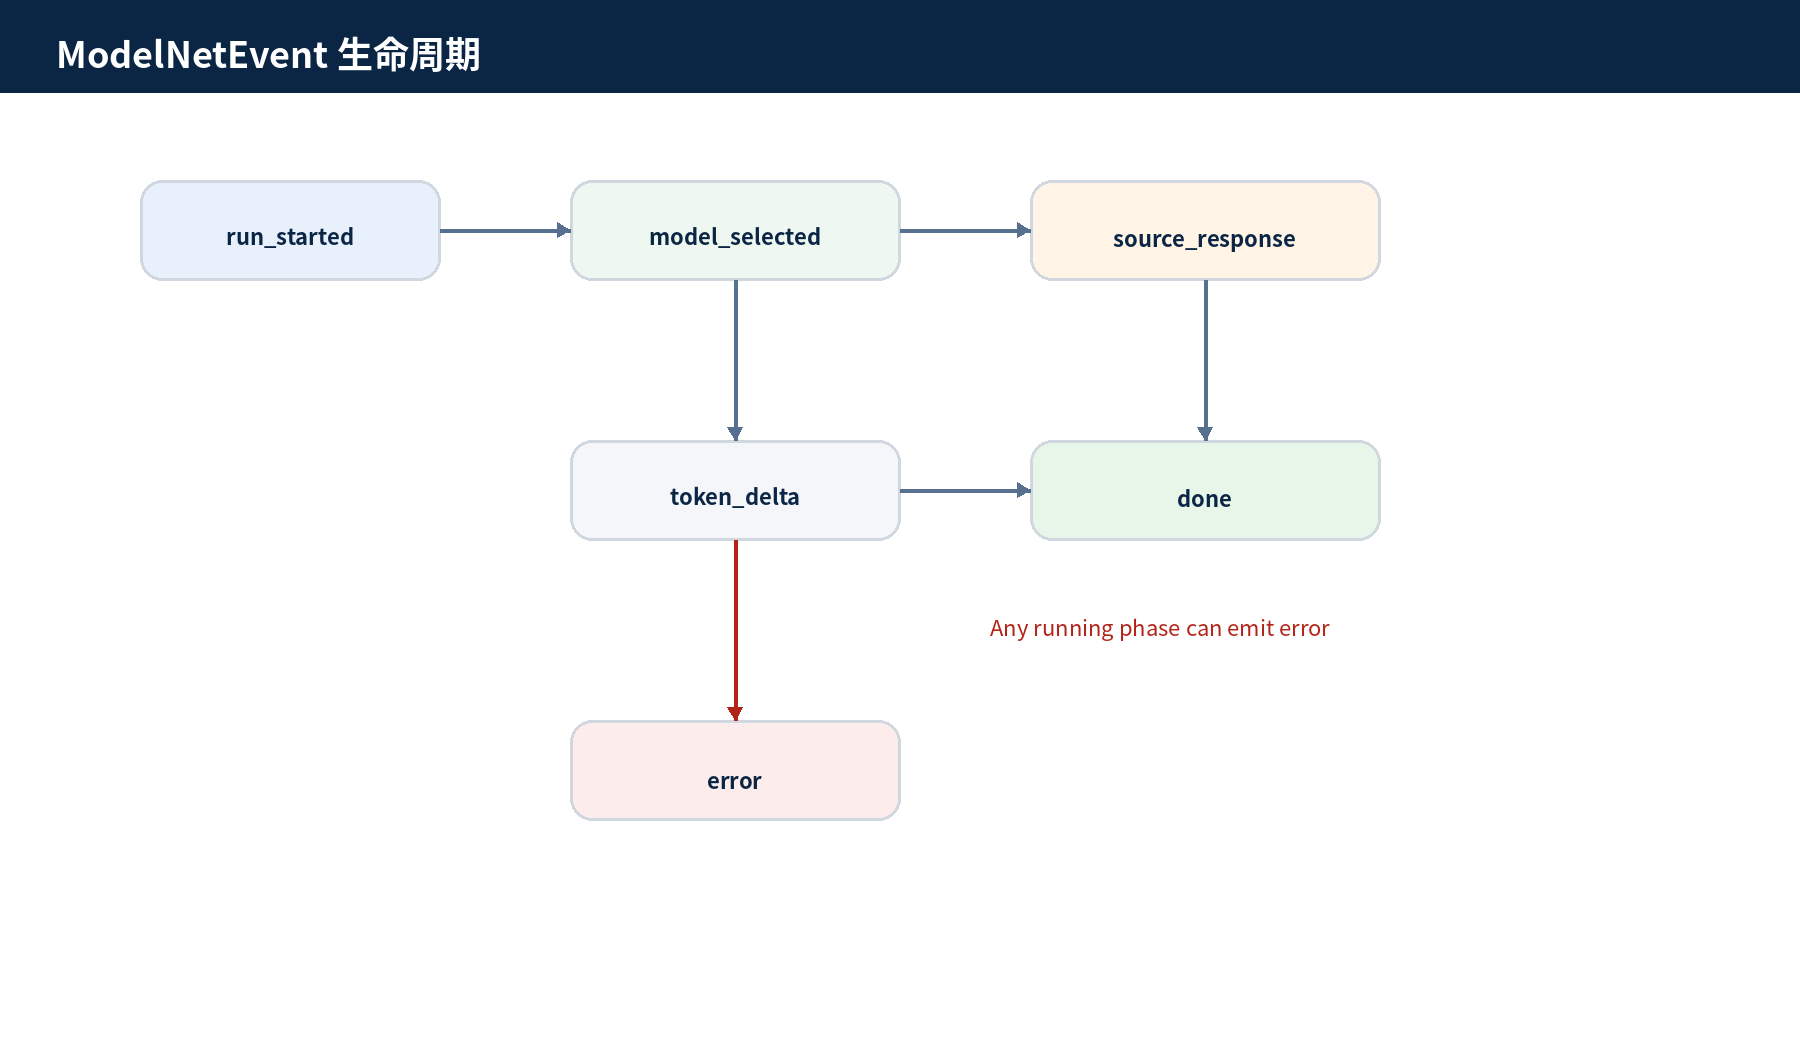 ModelNetEvent 生命周期
run_started
model_selected
source_response
token_delta
done
Any running phase can emit error
error